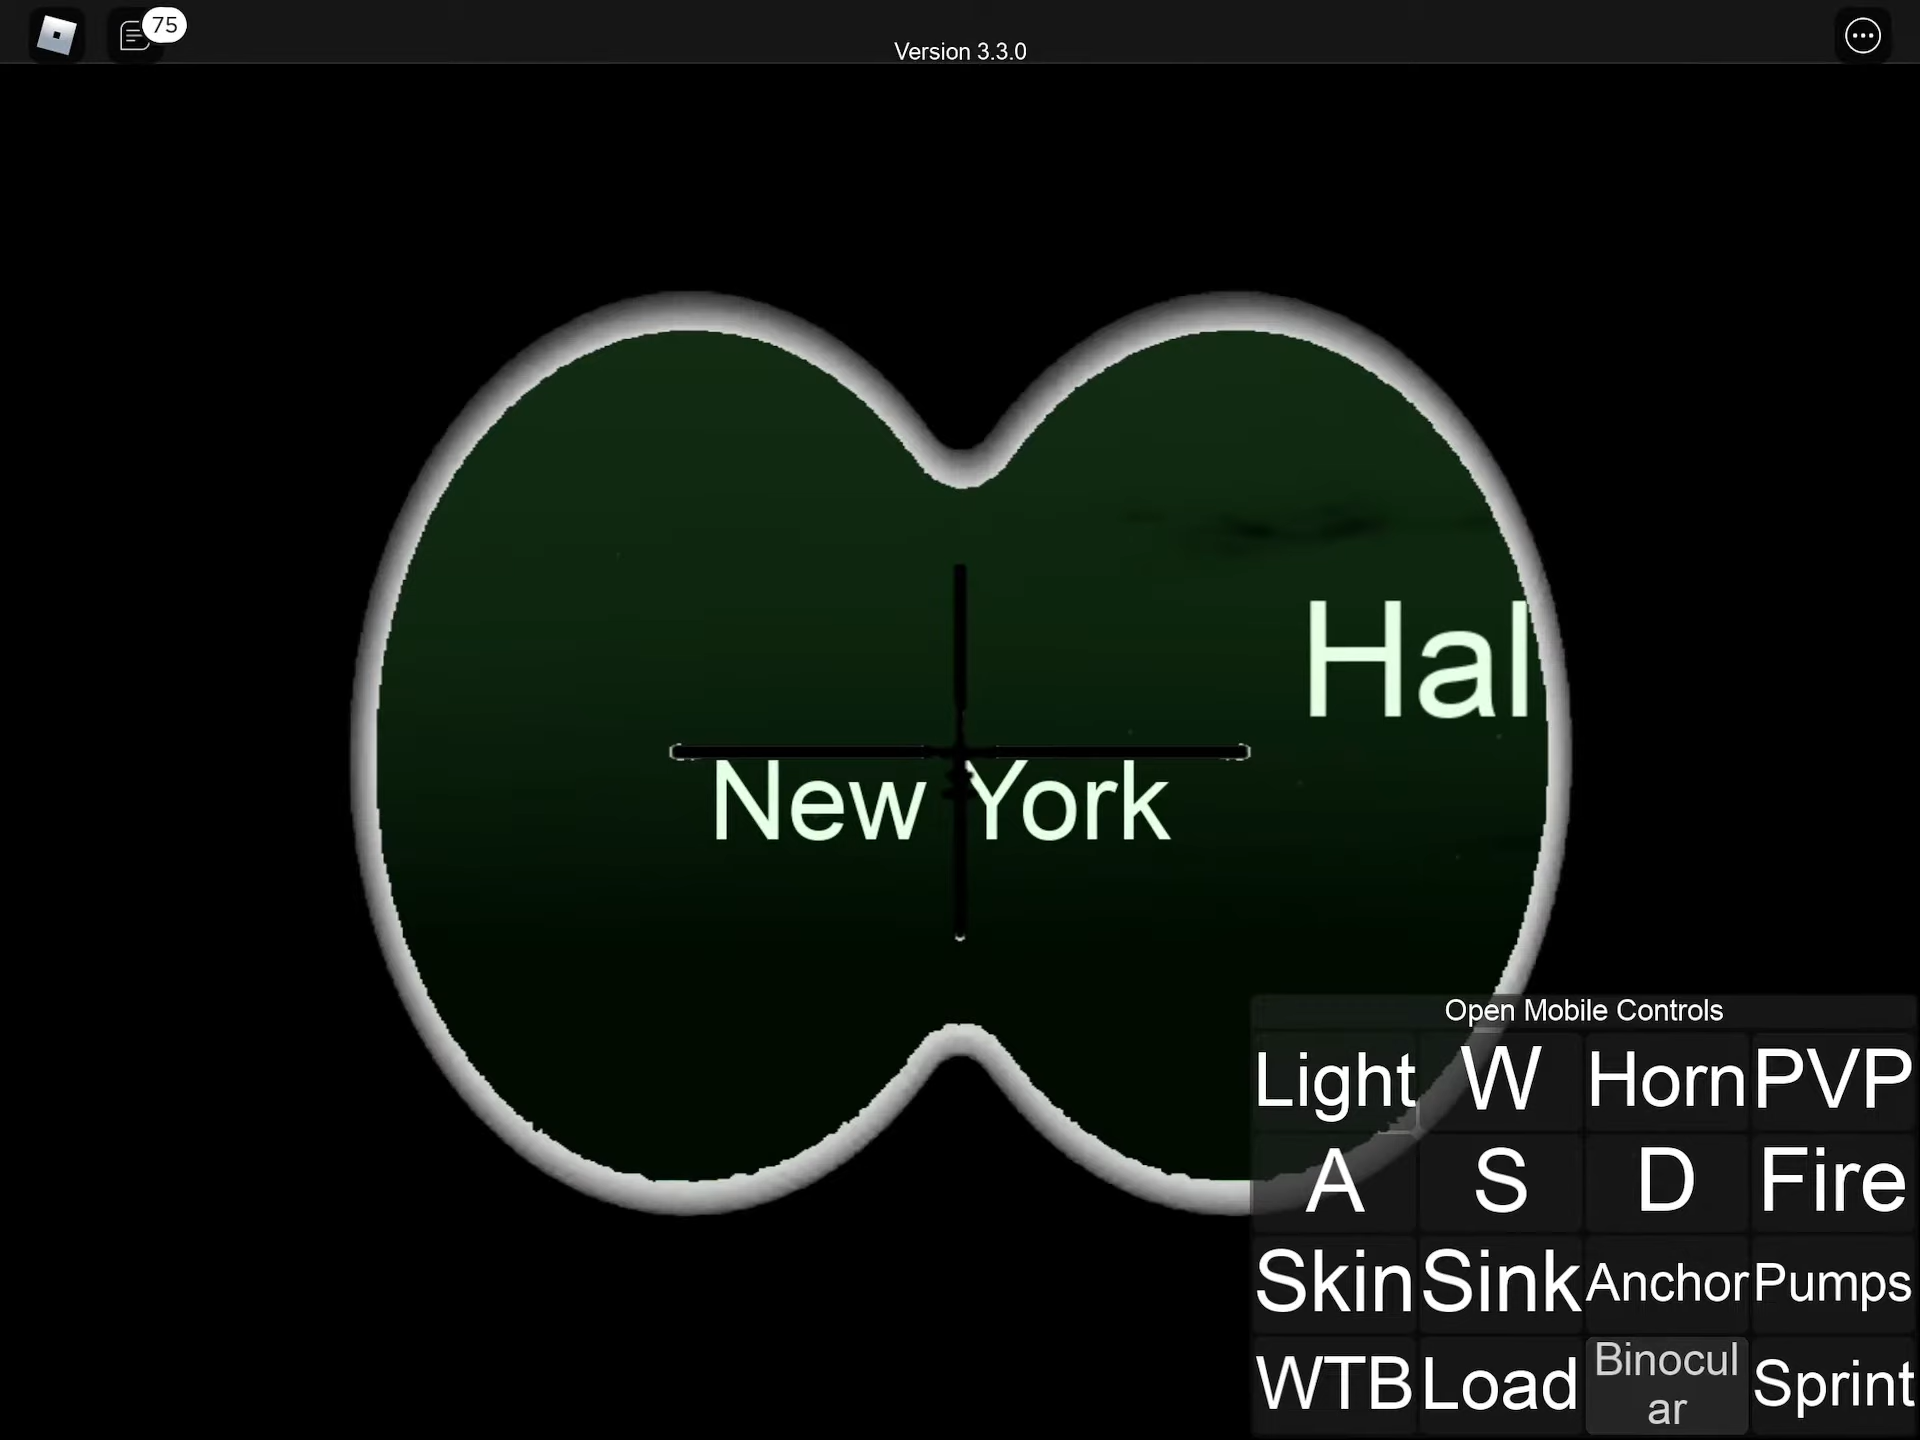 75
Version 3.3.0
Hal
New York
Open Mobile Controls
Light W Horn PVP
A S D Fire
Skin Sink Anchor Pumps
WTB Load Binocul
ar Sprint